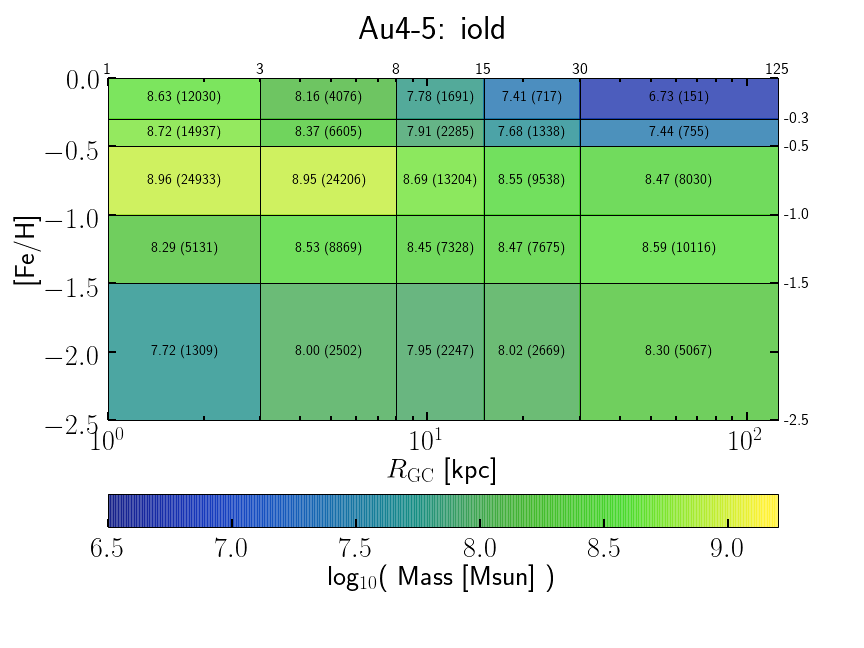 Au4-5: iold
1 3 8 15 30 125
0.0 8.63 (12030) 8.16 (4076) 7.78 (1691) 7.41 (717) 6.73 (151)
-0.3
8.72 (14937) 8.37 (6605) 7.91 (2285) 7.68 (1338) 7.44 (755)
−0.5 -0.5
8.96 (24933) 8.95 (24206) 8.69 (13204) 8.55 (9538) 8.47 (8030)
−1.0 -1.0
[Fe/H]
8.29 (5131) 8.53 (8869) 8.45 (7328) 8.47 (7675) 8.59 (10116)
−1.5 -1.5
7.72 (1309) 8.00 (2502) 7.95 (2247) 8.02 (2669) 8.30 (5067)
−2.0
−2.5 -2.5
10⁰ 10¹ 10²
R_GC [kpc]
6.5 7.0 7.5 8.0 8.5 9.0
log₁₀( Mass [Msun] )